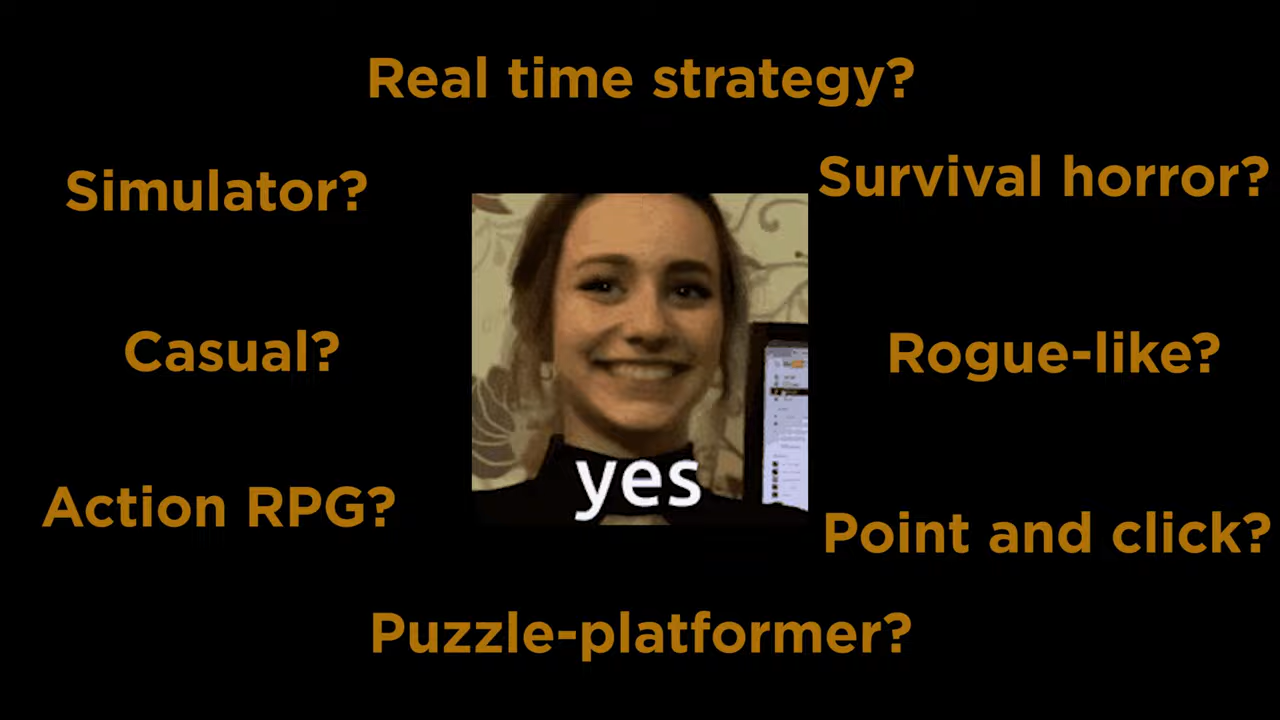 Real time strategy?
Simulator?
Survival horror?
Casual?
Rogue-like?
yes
Action RPG?
Point and click?
Puzzle-platformer?